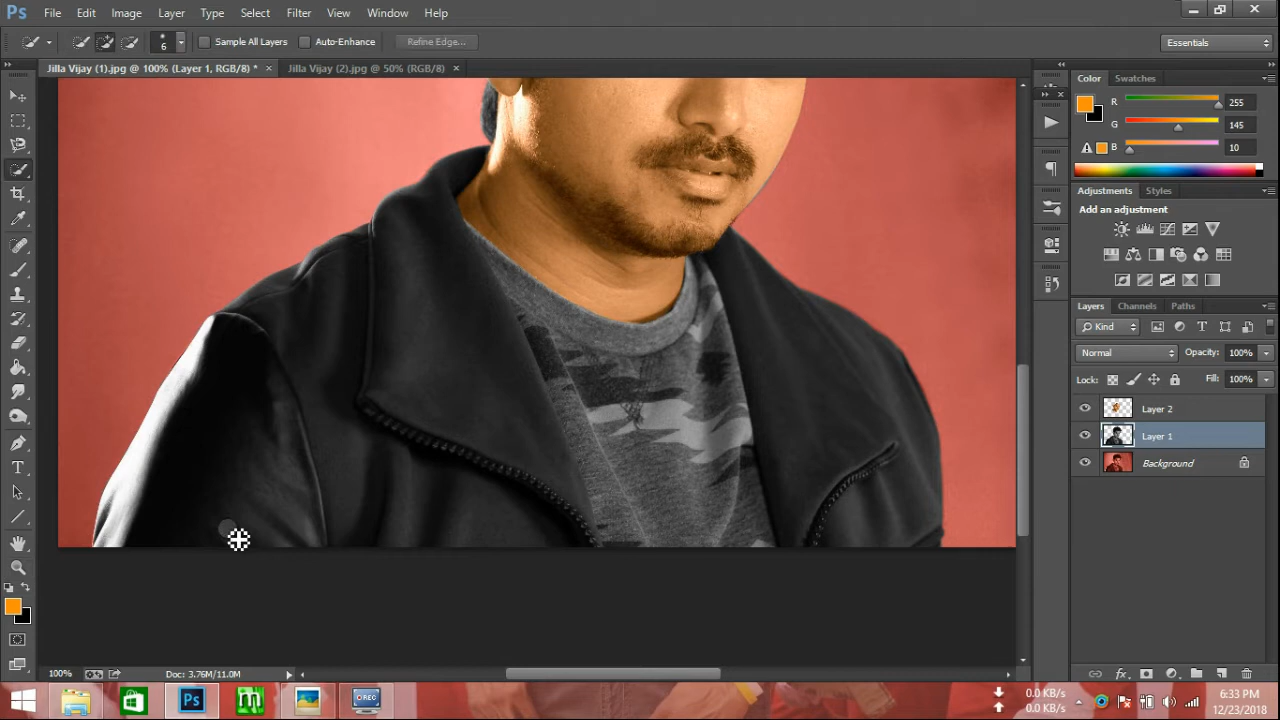 Ps File Edit Image Layer Type Select Filter View Window Help
6 Sample All Layers Auto-Enhance Refine Edge... Essentials
Jilla Vijay (1).jpg @ 100% (Layer 1, RGB/8) * × Jilla Vijay (2).jpg @ 50% (RGB/8) ×
Color Swatches
R 255
G 145
B 10
Adjustments Styles
Add an adjustment
Layers Channels Paths
Kind
Normal Opacity: 100%
Lock: Fill: 100%
Layer 2
Layer 1
Background
100% Doc: 3.76M/11.0M
Ps OREO 0.0 KB/s
0.0 KB/s
6:33 PM
12/23/2018